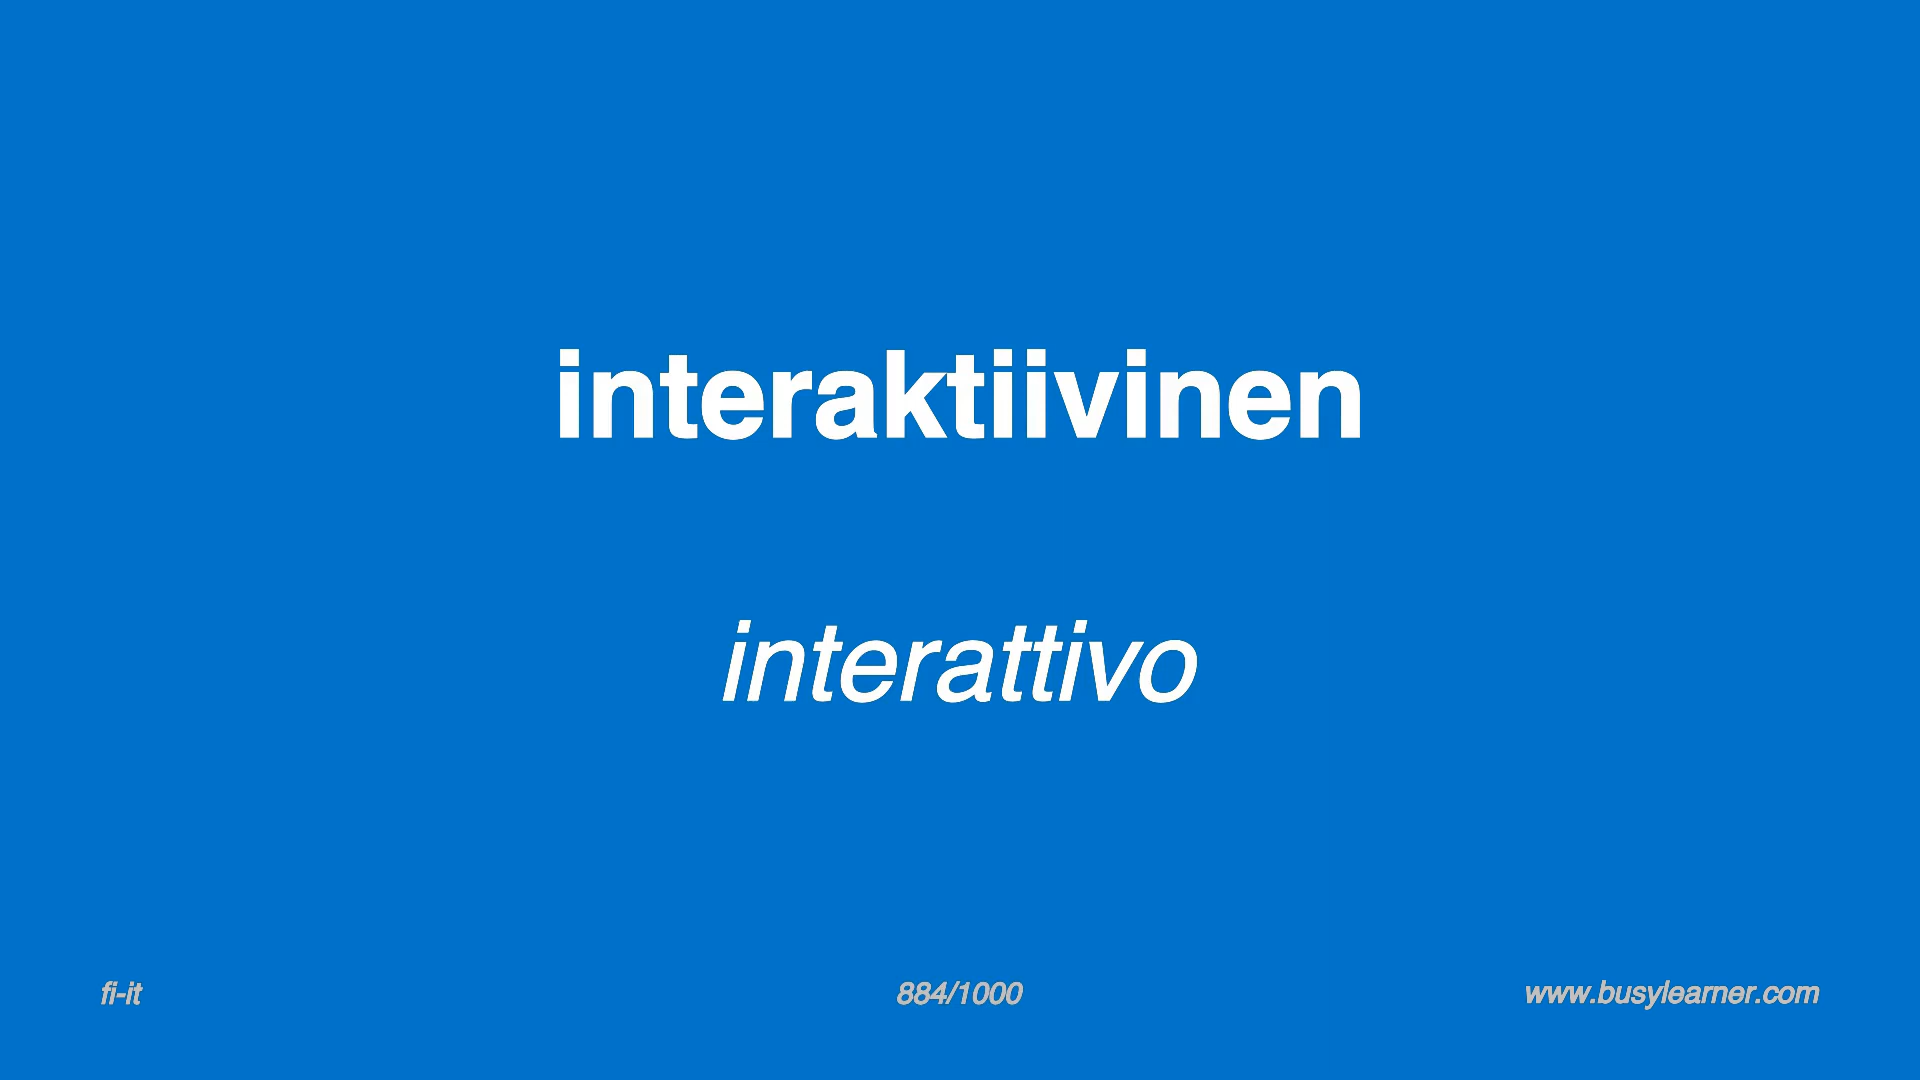 interaktiivinen
interattivo
fi-it
884/1000
www.busylearner.com